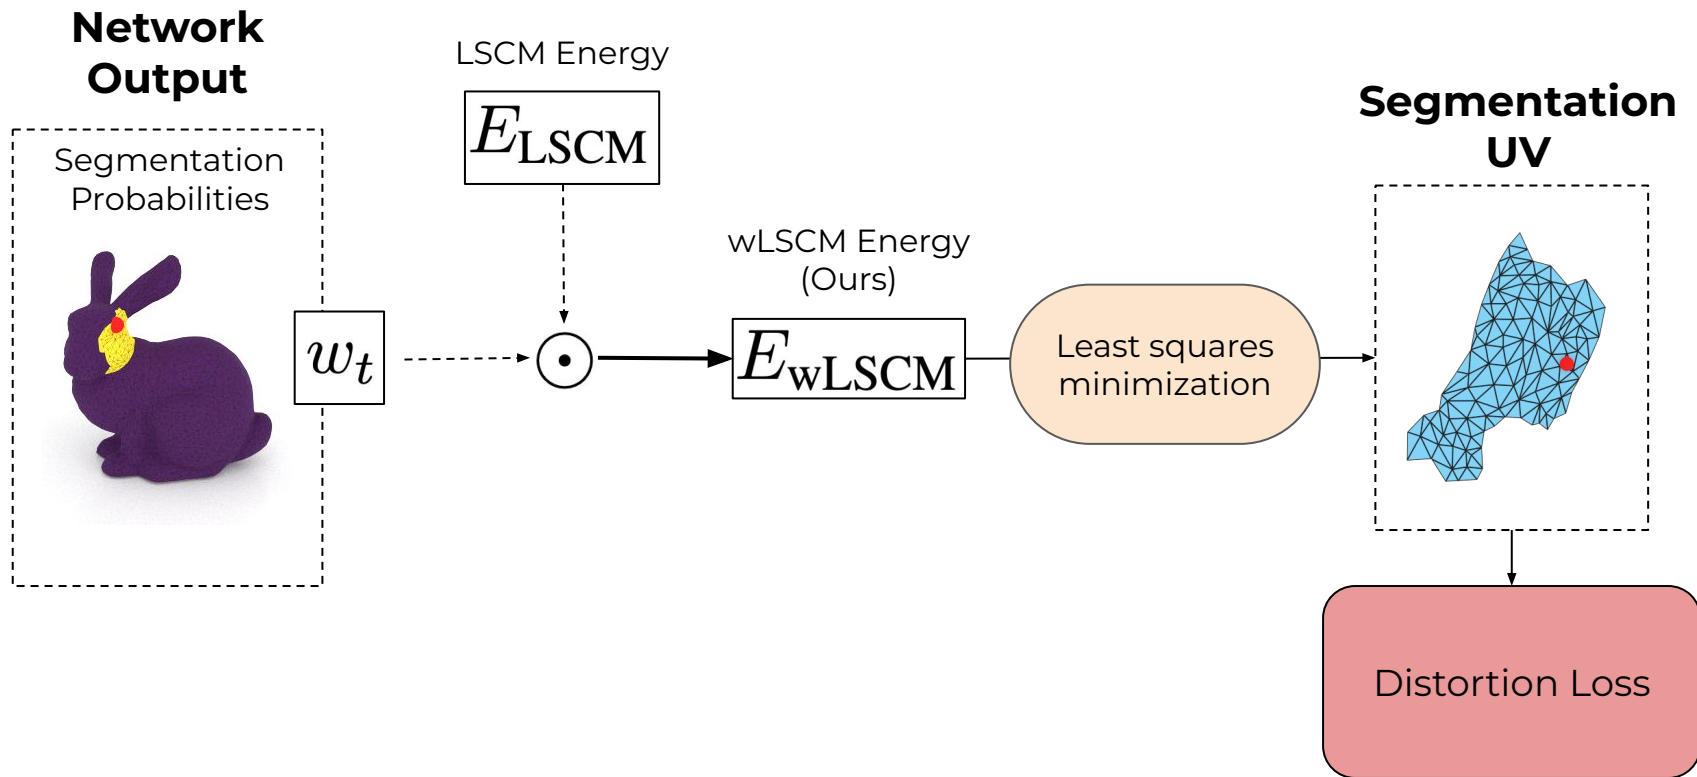 Network
Output
Segmentation
Probabilities
w_t
LSCM Energy
E_LSCM
wLSCM Energy
(Ours)
E_wLSCM
Least squares
minimization
Segmentation
UV
Distortion Loss